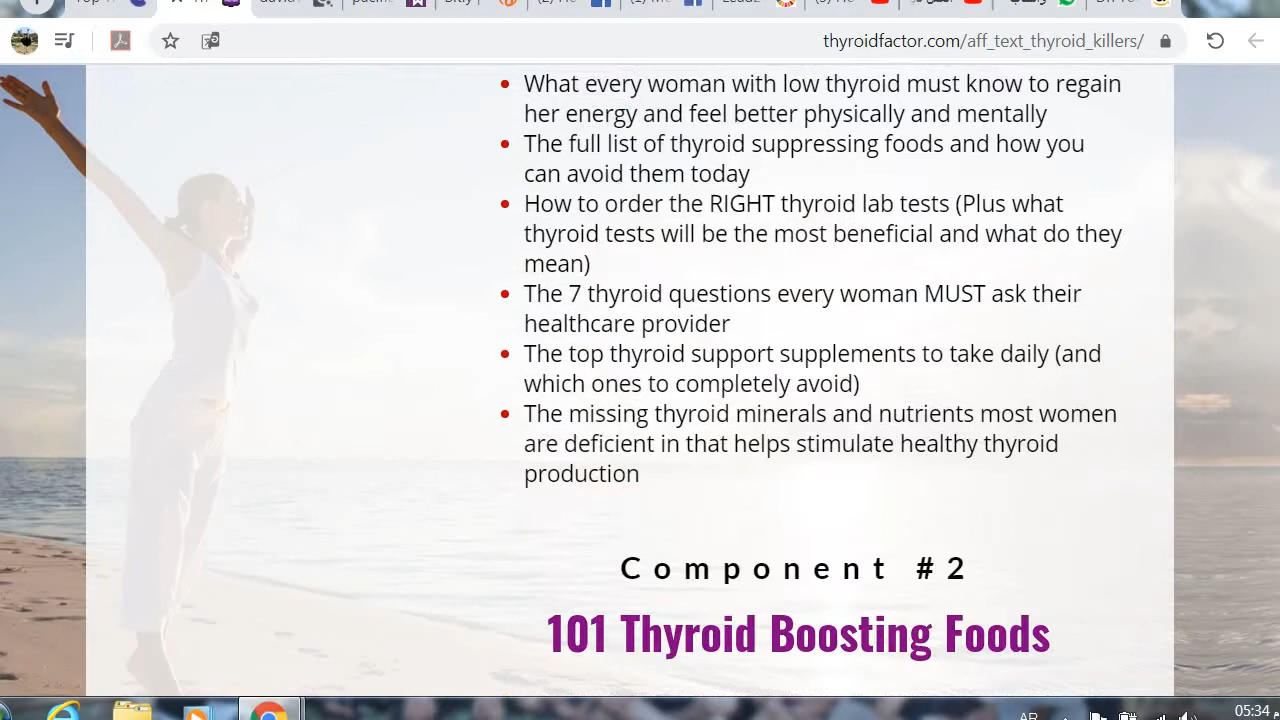 thyroidfactor.com/aff_text_thyroid_killers/
What every woman with low thyroid must know to regain
her energy and feel better physically and mentally
The full list of thyroid suppressing foods and how you
can avoid them today
How to order the RIGHT thyroid lab tests (Plus what
thyroid tests will be the most beneficial and what do they
mean)
The 7 thyroid questions every woman MUST ask their
healthcare provider
The top thyroid support supplements to take daily (and
which ones to completely avoid)
The missing thyroid minerals and nutrients most women
are deficient in that helps stimulate healthy thyroid
production
Component #2
101 Thyroid Boosting Foods
AR
05:34